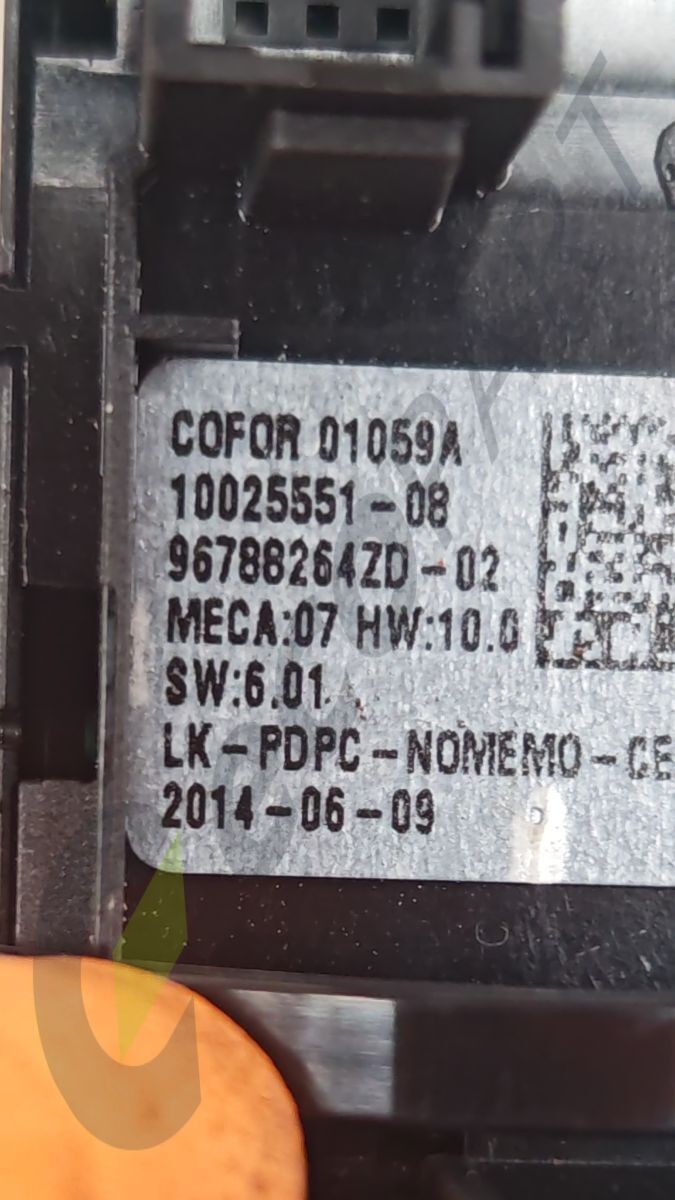 COFOR 01059A
10025551-08
96788264ZD-02
MECA:07 HW:10.0
SW:6.01
LK-PDPC-NOMEMO-CE
2014-06-09